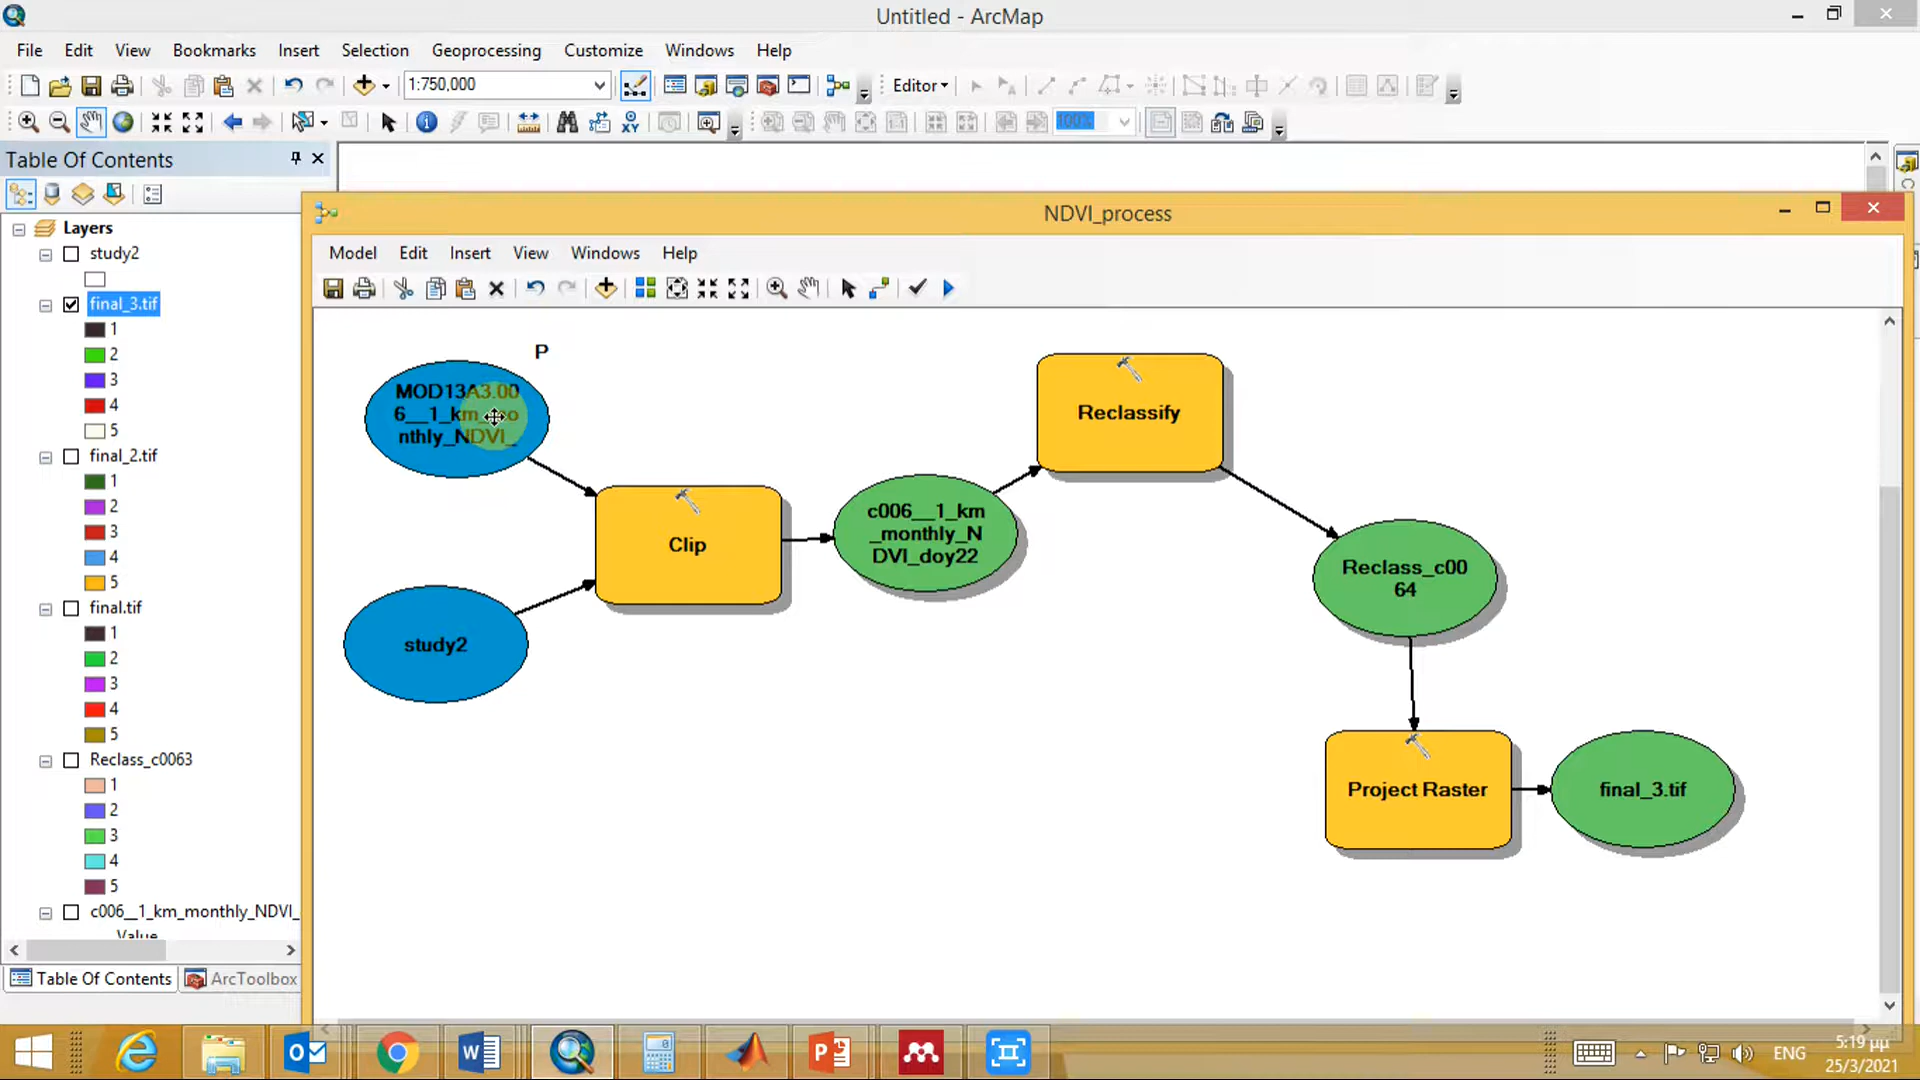 Untitled - ArcMap
File Edit View Bookmarks Insert Selection Geoprocessing Customize Windows Help
1:750,000
Editor
100%
Table Of Contents
Layers
study2
final_3.tif
1
2
3
4
5
final_2.tif
1
2
3
4
5
final.tif
1
2
3
4
5
Reclass_c0063
1
2
3
4
5
c006__1_km_monthly_NDVI_
Value
Table Of Contents
ArcToolbox
NDVI_process
Model Edit Insert View Windows Help
P
MOD13A3.00
6__1_km_mo
nthly_NDVI_
study2
Clip
c006__1_km
_monthly_N
DVI_doy22
Reclassify
Reclass_c00
64
Project Raster
final_3.tif
ENG
5:19 μμ
25/3/2021